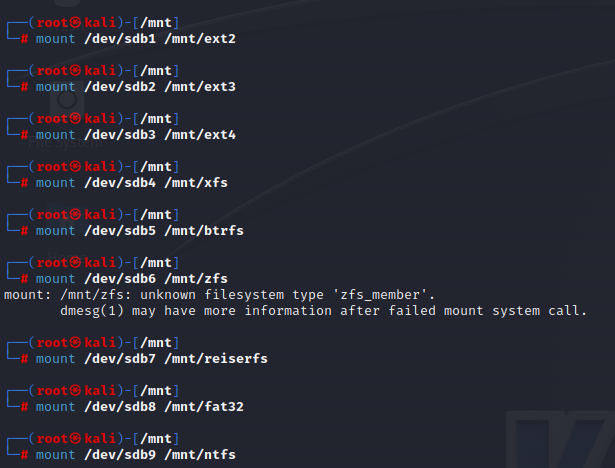 ┌──(root㉿kali)-[/mnt]
└─# mount /dev/sdb1 /mnt/ext2
┌──(root㉿kali)-[/mnt]
└─# mount /dev/sdb2 /mnt/ext3
┌──(root㉿kali)-[/mnt]
└─# mount /dev/sdb3 /mnt/ext4
┌──(root㉿kali)-[/mnt]
└─# mount /dev/sdb4 /mnt/xfs
┌──(root㉿kali)-[/mnt]
└─# mount /dev/sdb5 /mnt/btrfs
┌──(root㉿kali)-[/mnt]
└─# mount /dev/sdb6 /mnt/zfs
mount: /mnt/zfs: unknown filesystem type 'zfs_member'.
       dmesg(1) may have more information after failed mount system call.
┌──(root㉿kali)-[/mnt]
└─# mount /dev/sdb7 /mnt/reiserfs
┌──(root㉿kali)-[/mnt]
└─# mount /dev/sdb8 /mnt/fat32
┌──(root㉿kali)-[/mnt]
└─# mount /dev/sdb9 /mnt/ntfs